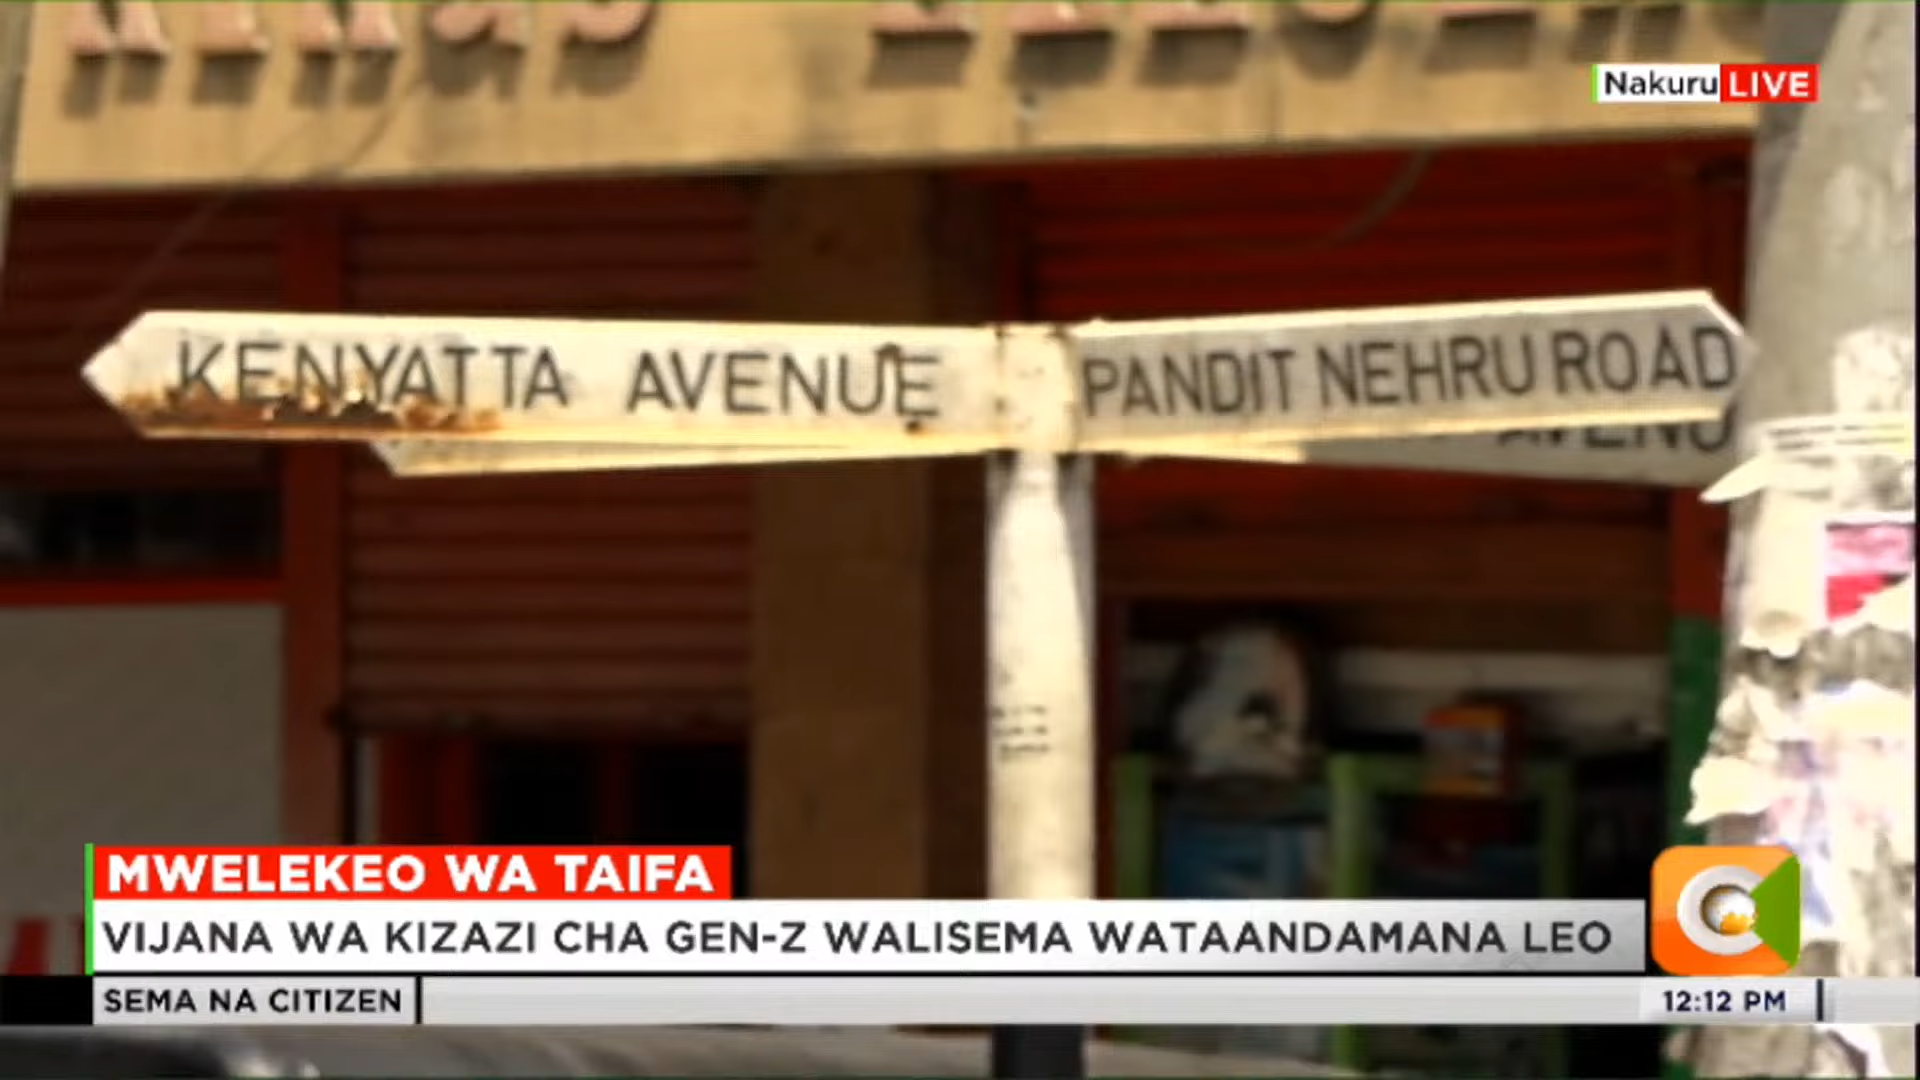 Nakuru LIVE
KENYATTA AVENUE
PANDIT NEHRU ROAD
MWELEKEO WA TAIFA
VIJANA WA KIZAZI CHA GEN-Z WALISEMA WATAANDAMANA LEO
SEMA NA CITIZEN
12:12 PM